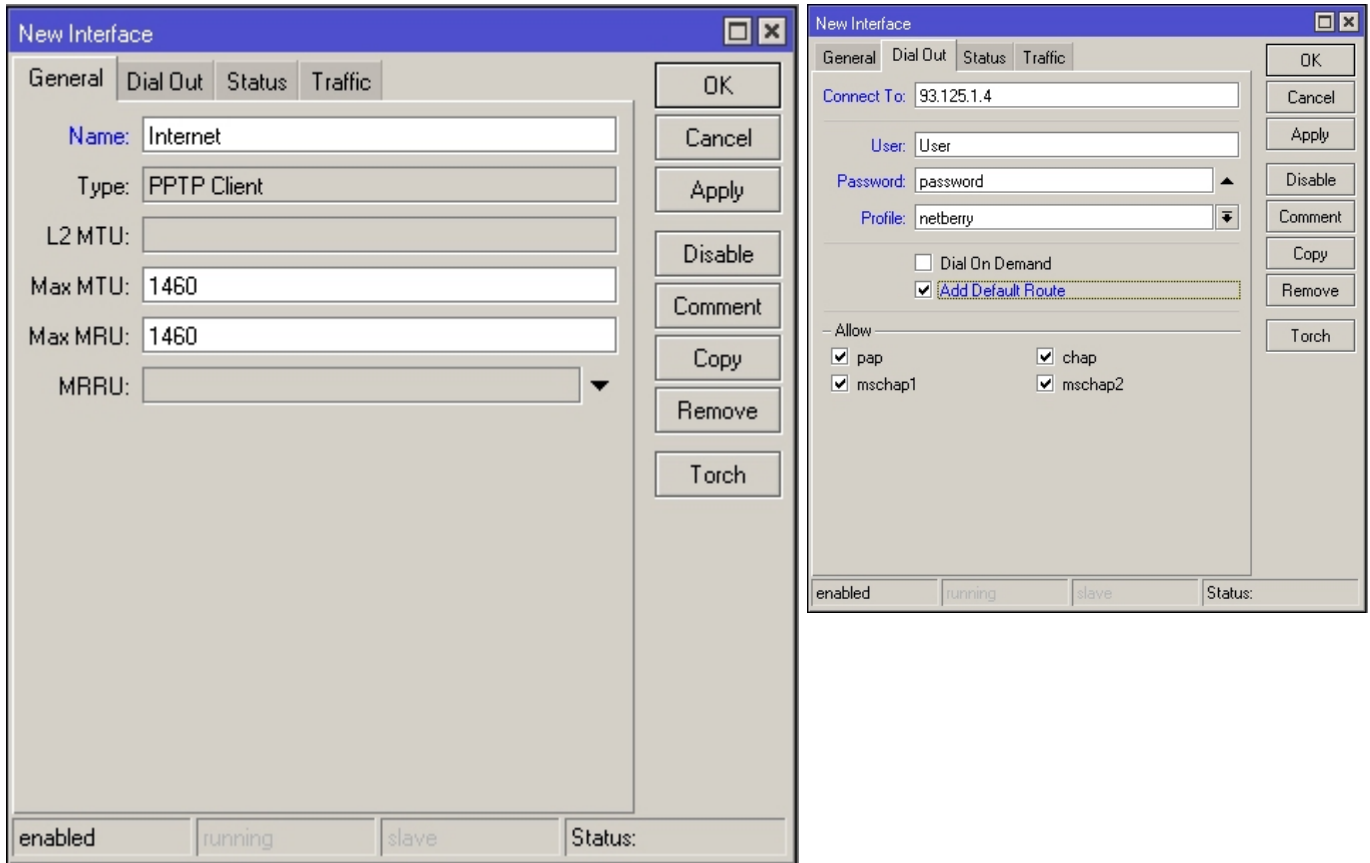 New Interface
General Dial Out Status Traffic
Name: Internet
Type: PPTP Client
L2 MTU:
Max MTU: 1460
Max MRU: 1460
MRRU:
OK
Cancel
Apply
Disable
Comment
Copy
Remove
Torch
enabled running slave Status:
New Interface
General Dial Out Status Traffic
Connect To: 93.125.1.4
User: User
Password: password
Profile: netberry
Dial On Demand
Add Default Route
Allow
pap chap
mschap1 mschap2
OK
Cancel
Apply
Disable
Comment
Copy
Remove
Torch
enabled running slave Status: